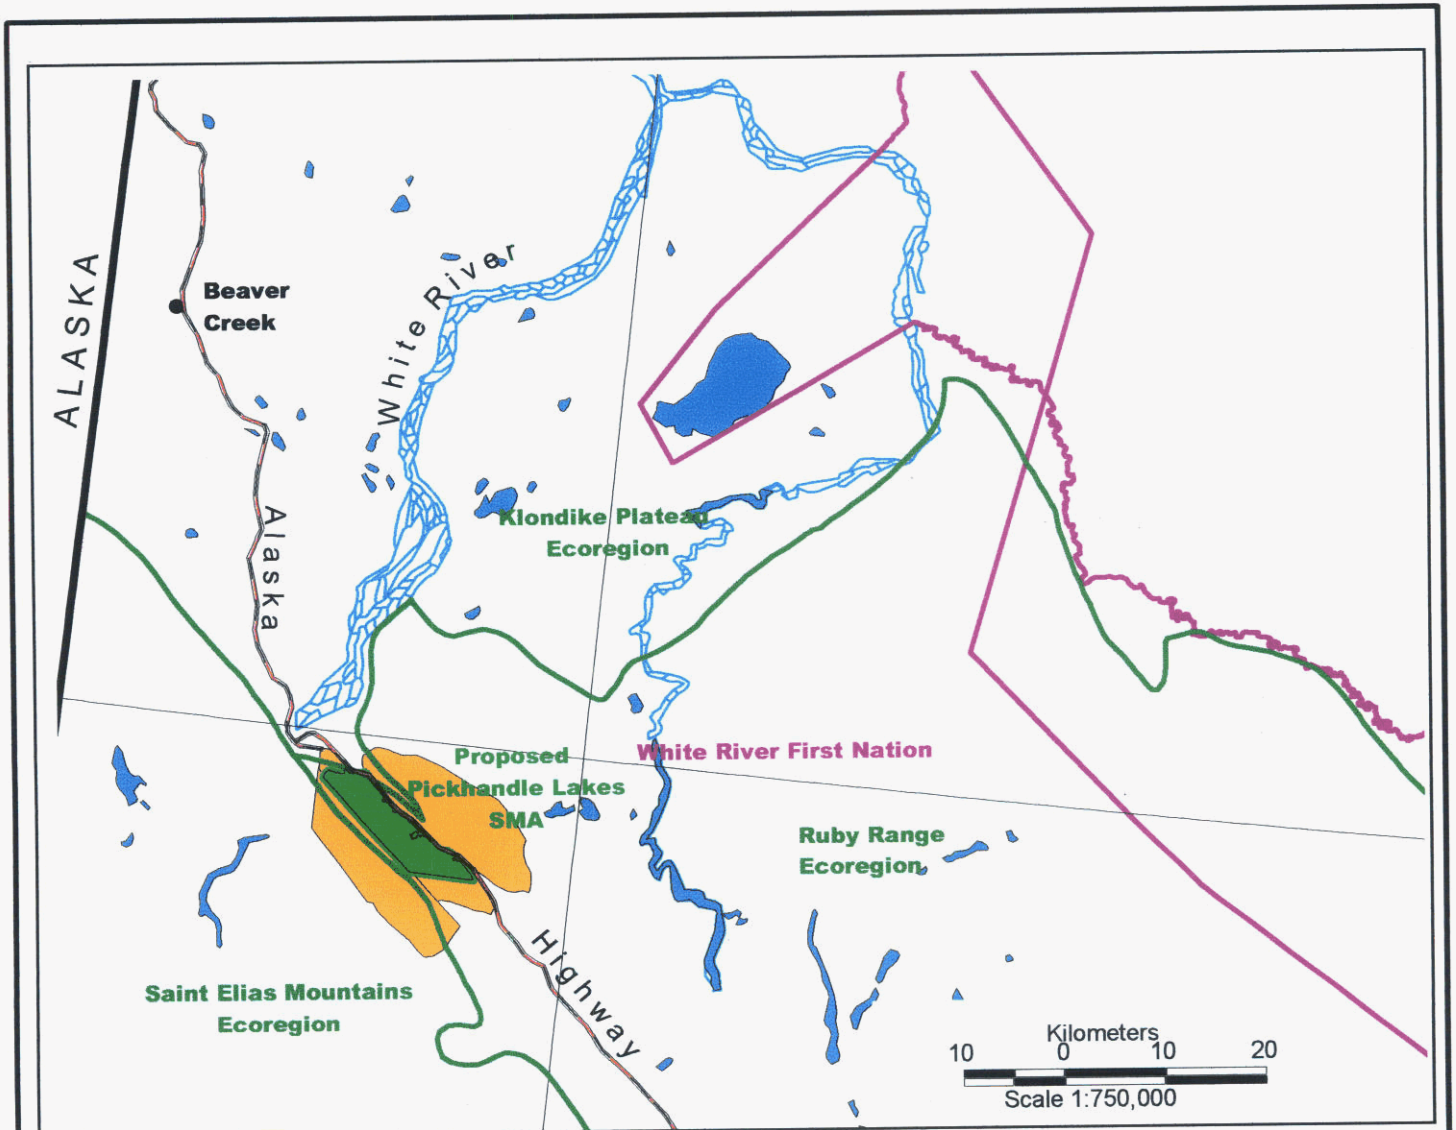 ALASKA
Beaver
Creek
White River
Alaska
Klondike Plateau
Ecoregion
Proposed
Pickhandle Lakes
SMA
White River First Nation
Ruby Range
Ecoregion
Saint Elias Mountains
Ecoregion
Highway
Kilometers
10 0 10 20
Scale 1:750,000